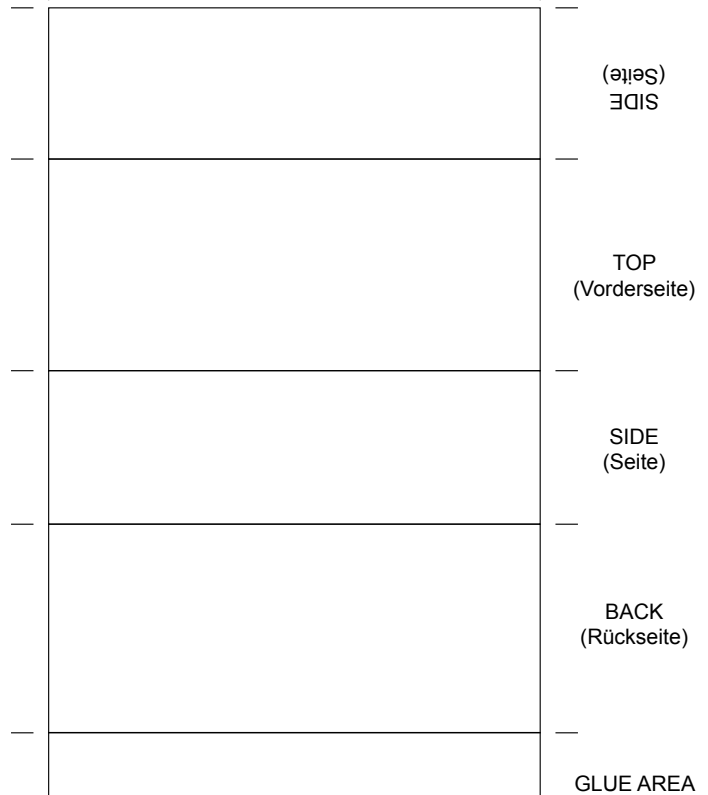 SIDE
(Seite)
TOP
(Vorderseite)
SIDE
(Seite)
BACK
(Rückseite)
GLUE AREA